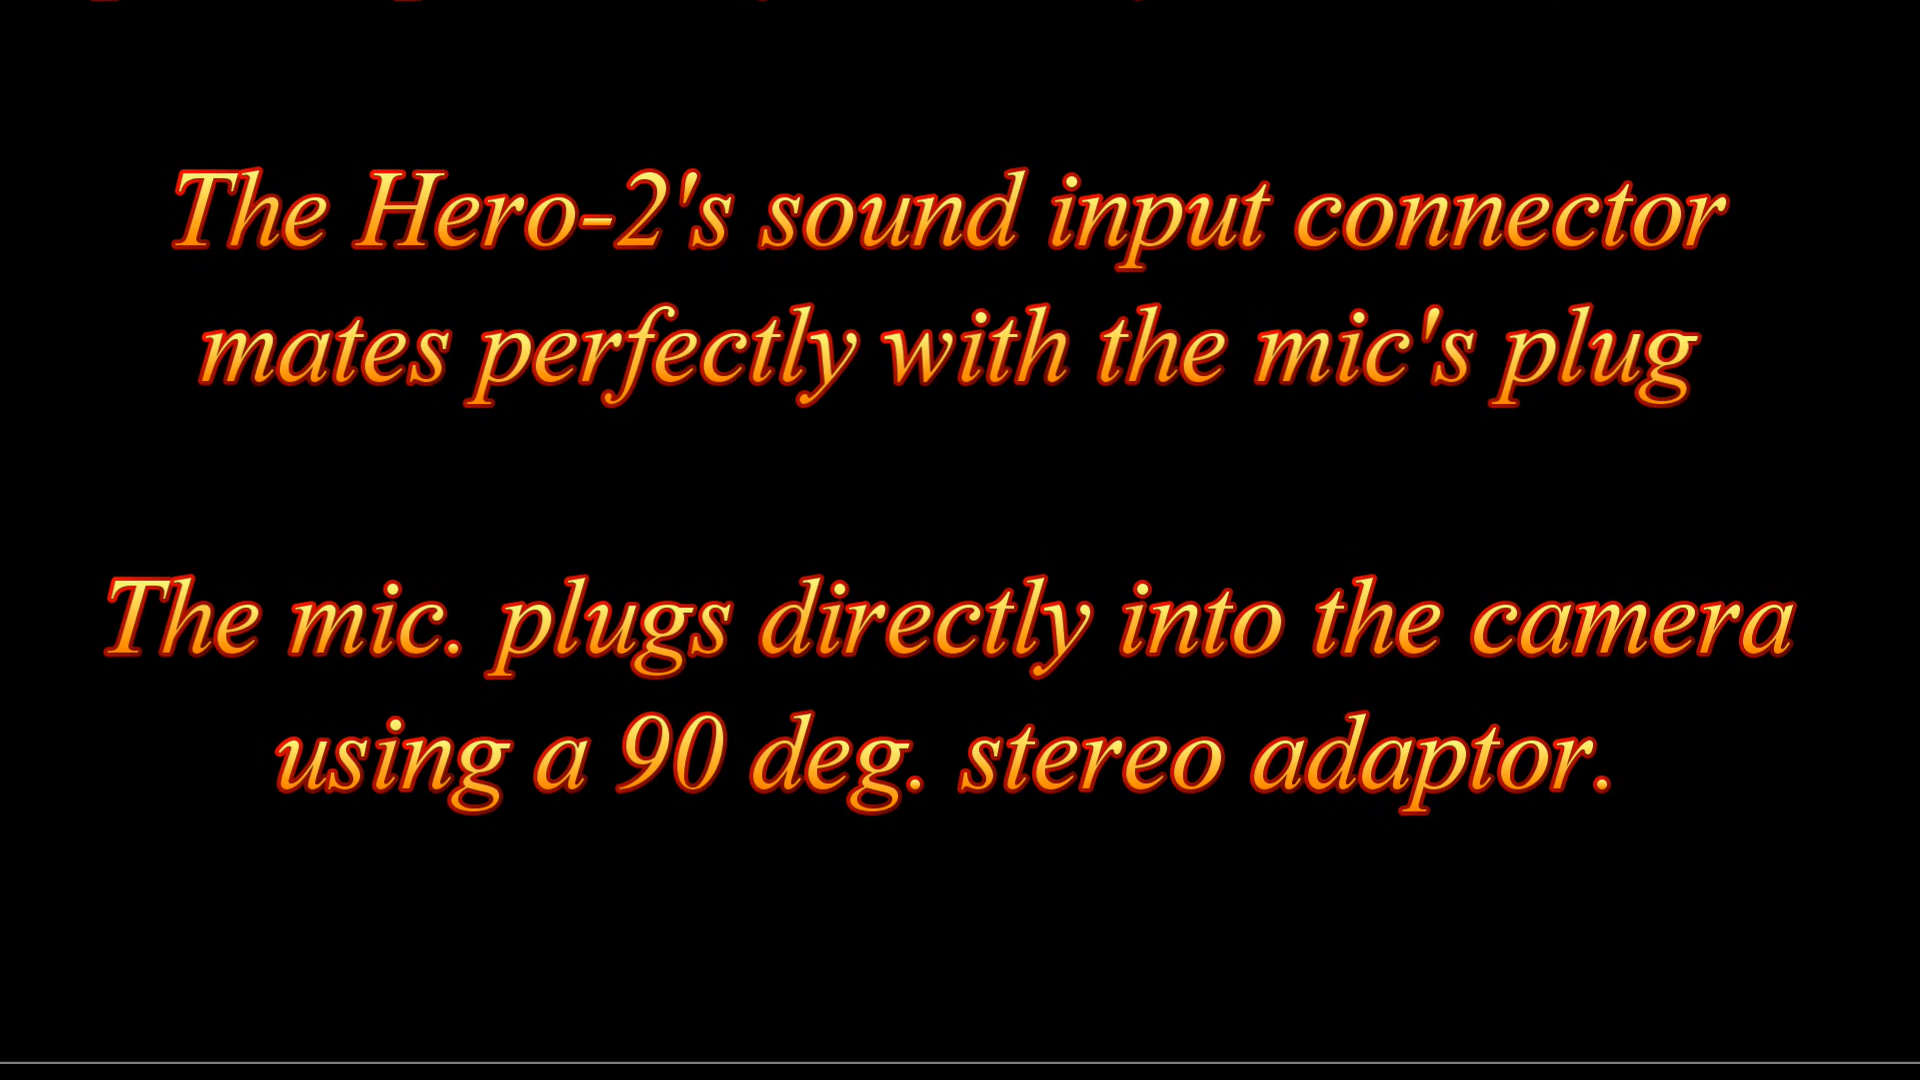 The Hero-2's sound input connector
mates perfectly with the mic's plug
The mic. plugs directly into the camera
using a 90 deg. stereo adaptor.